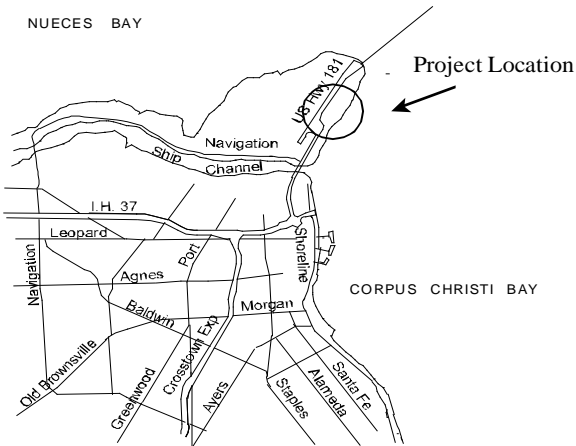 NUECES BAY
Project Location
US Hwy 181
Navigation
Ship Channel
I.H. 37
Leopard
Port
Shoreline
Navigation
Agnes
CORPUS CHRISTI BAY
Baldwin
Morgan
Crosstown Exp
Old Brownsville
Greenwood
Ayers
Staples
Alameda
Santa Fe